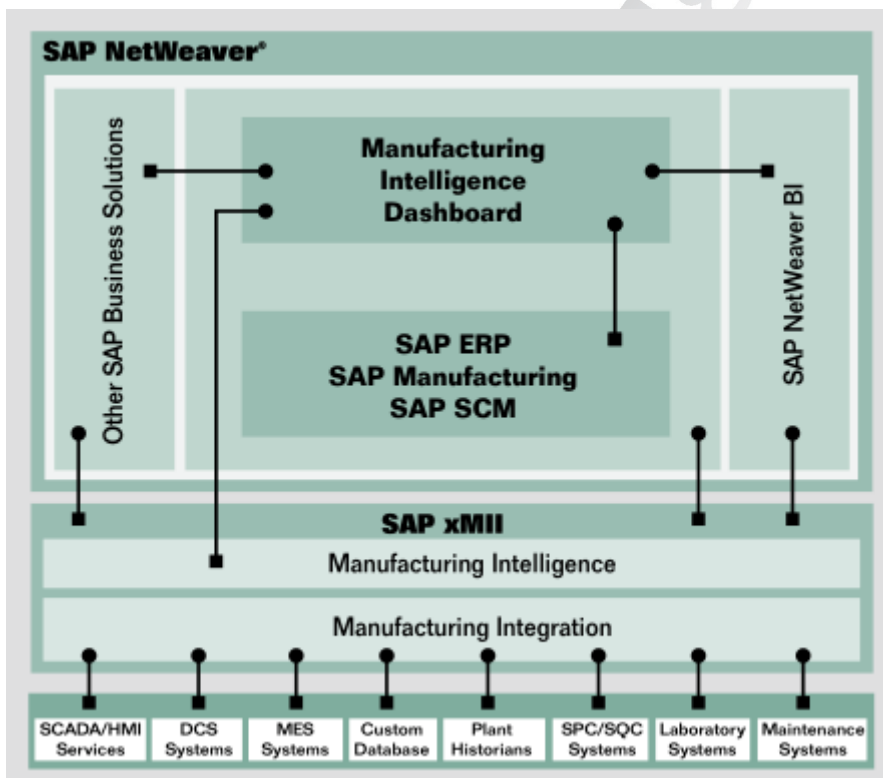 SAP NetWeaver®
Other SAP Business Solutions
Manufacturing
Intelligence
Dashboard
SAP NetWeaver BI
SAP ERP
SAP Manufacturing
SAP SCM
SAP xMII
Manufacturing Intelligence
Manufacturing Integration
SCADA/HMI
Services
DCS
Systems
MES
Systems
Custom
Database
Plant
Historians
SPC/SQC
Systems
Laboratory
Systems
Maintenance
Systems